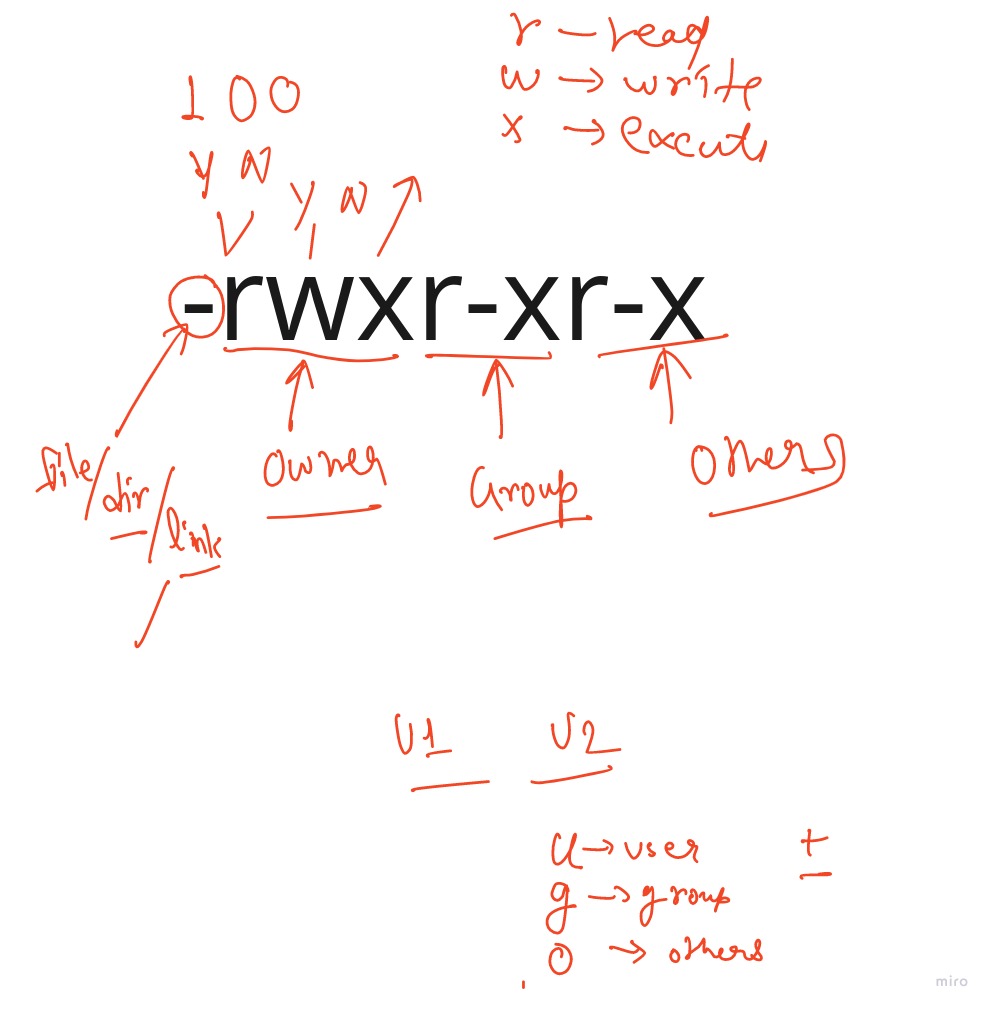 r — read
w → write
x → execute
1 0 0
Y N
Y N
-rwxr-xr-x
file/dir/link
Owner
Group
Others
U1 U2
U → user
g → group
O → others
+
-
miro